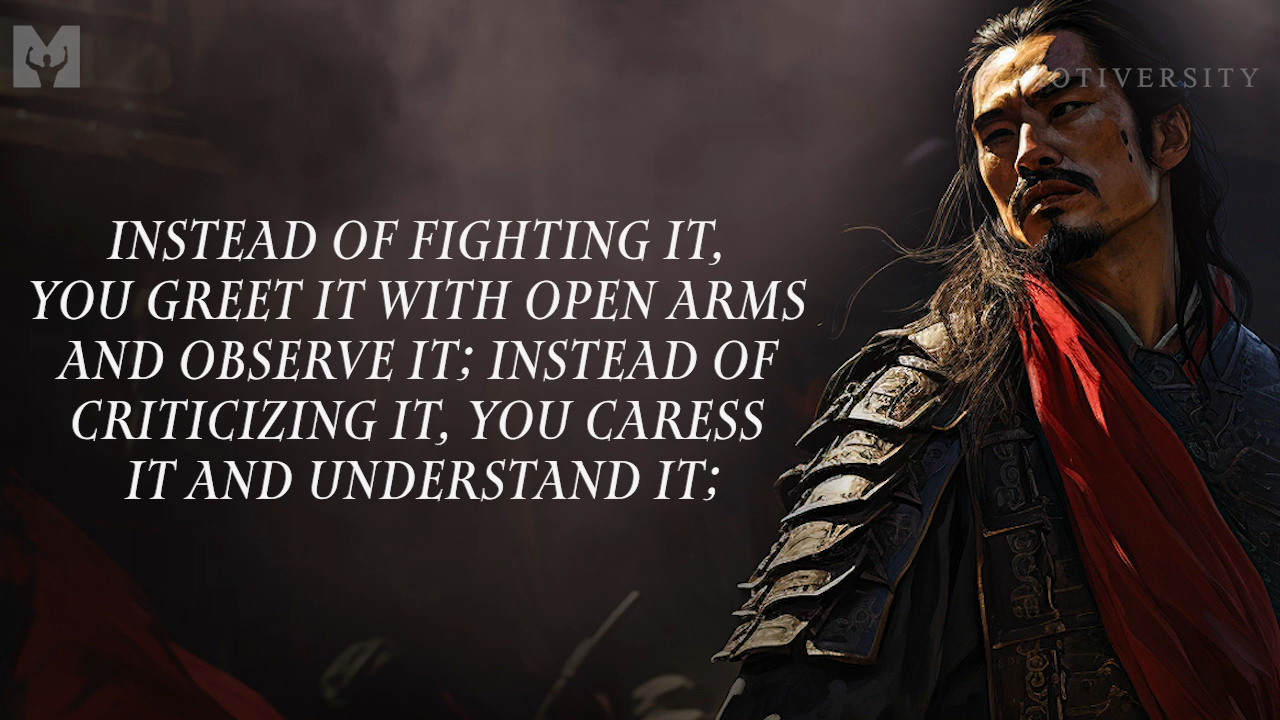 OTIVERSITY
INSTEAD OF FIGHTING IT,
YOU GREET IT WITH OPEN ARMS
AND OBSERVE IT; INSTEAD OF
CRITICIZING IT, YOU CARESS
IT AND UNDERSTAND IT;